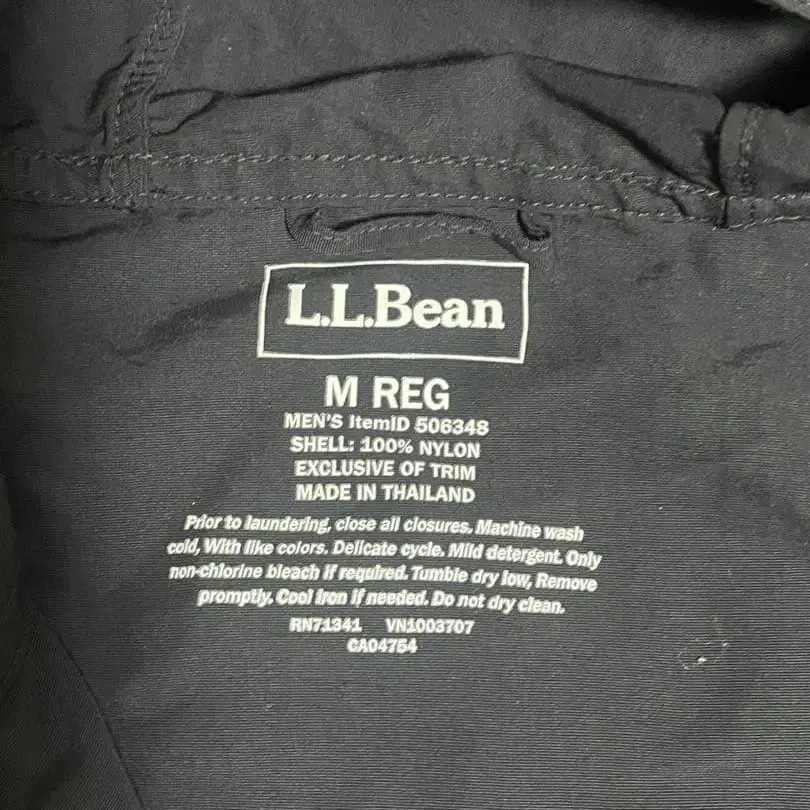 L.L.Bean
M REG
MEN'S ItemID 506348
SHELL: 100% NYLON
EXCLUSIVE OF TRIM
MADE IN THAILAND
Prior to laundering, close all closures. Machine wash
cold, With like colors. Delicate cycle. Mild detergent. Only
non-chlorine bleach if required. Tumble dry low, Remove
promptly. Cool Iron if needed. Do not dry clean.
RN71341 VN1003707
CA04754